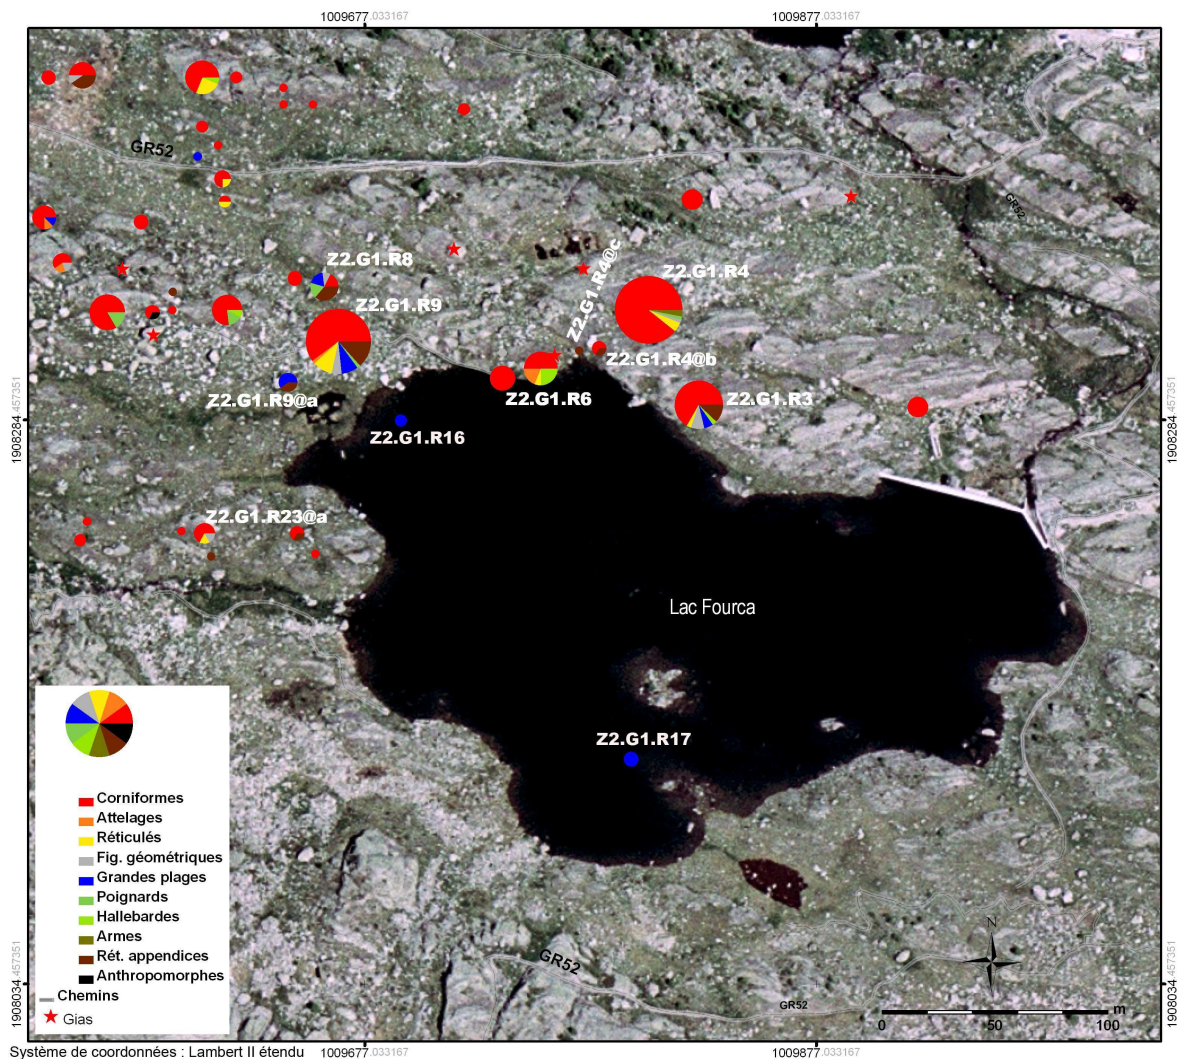 1009677.033167
1009877.033167
GR52
GR52
Z2.G1.R4@c
Z2.G1.R8
Z2.G1.R4
Z2.G1.R9
Z2.G1.R4@b
Z2.G1.R9@a
Z2.G1.R6
Z2.G1.R3
1908284.457351
1908284.457351
Z2.G1.R16
Z2.G1.R23@a
Lac Fourca
Z2.G1.R17
Corniformes
Attelages
Réticulés
Fig. géométriques
Grandes plages
Poignards
Hallebardes
Armes
Rét. appendices
Anthropomorphes
Chemins
Gias
GR52
GR52
N
m
0 50 100
1908034.457351
1908034.457351
1009677.033167
1009877.033167
Système de coordonnées : Lambert II étendu